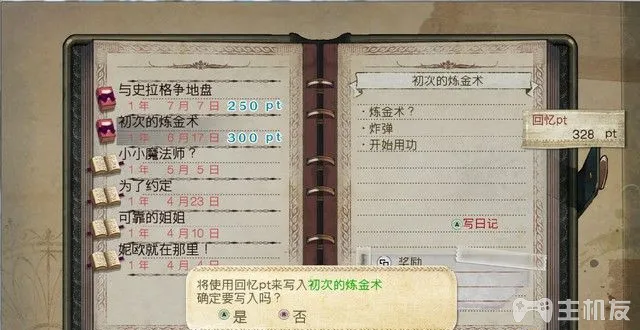 与史拉格争地盘
1年 7月 7日 250 pt
初次的炼金术
1年 6月17日 300 pt
小小魔法师？
1年 5月 5日
为了约定
1年 4月23日
可靠的姐姐
1年 4月10日
妮欧就在那里！
初次的炼金术
・炼金术？
・炸弹
・开始用功
写日记
奖励
回忆pt
328 pt
将使用回忆pt来写入初次的炼金术
确定要写入吗？
是 否
主机友